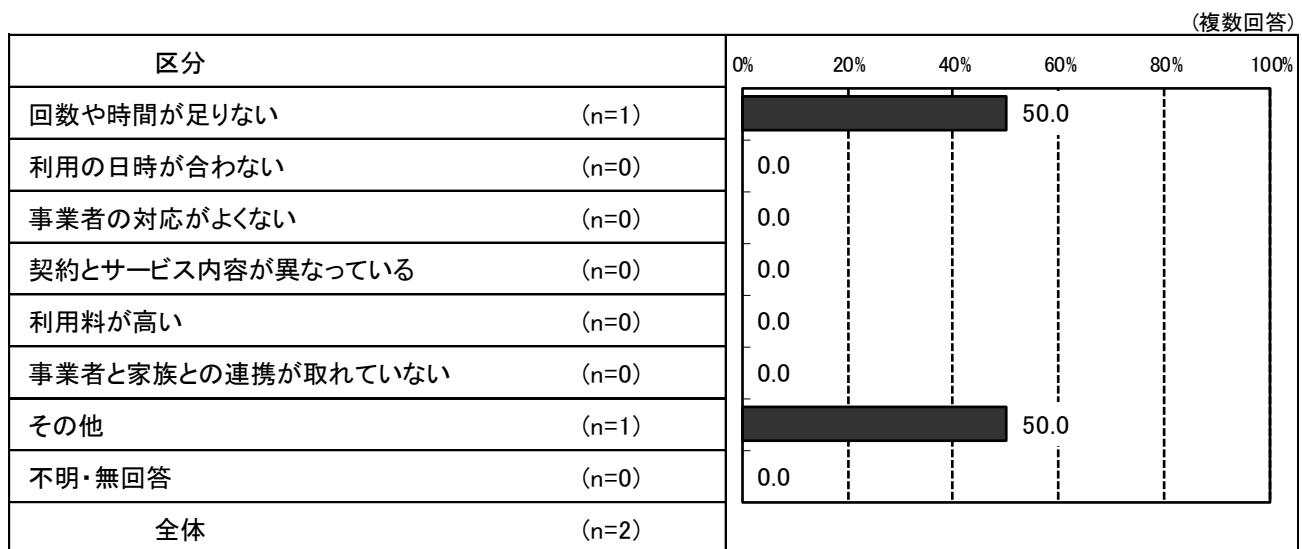 (複数回答)
区分 0% 20% 40% 60% 80% 100%
回数や時間が足りない (n=1) 50.0
利用の日時が合わない (n=0) 0.0
事業者の対応がよくない (n=0) 0.0
契約とサービス内容が異なっている (n=0) 0.0
利用料が高い (n=0) 0.0
事業者と家族との連携が取れていない (n=0) 0.0
その他 (n=1) 50.0
不明・無回答 (n=0) 0.0
全体 (n=2)